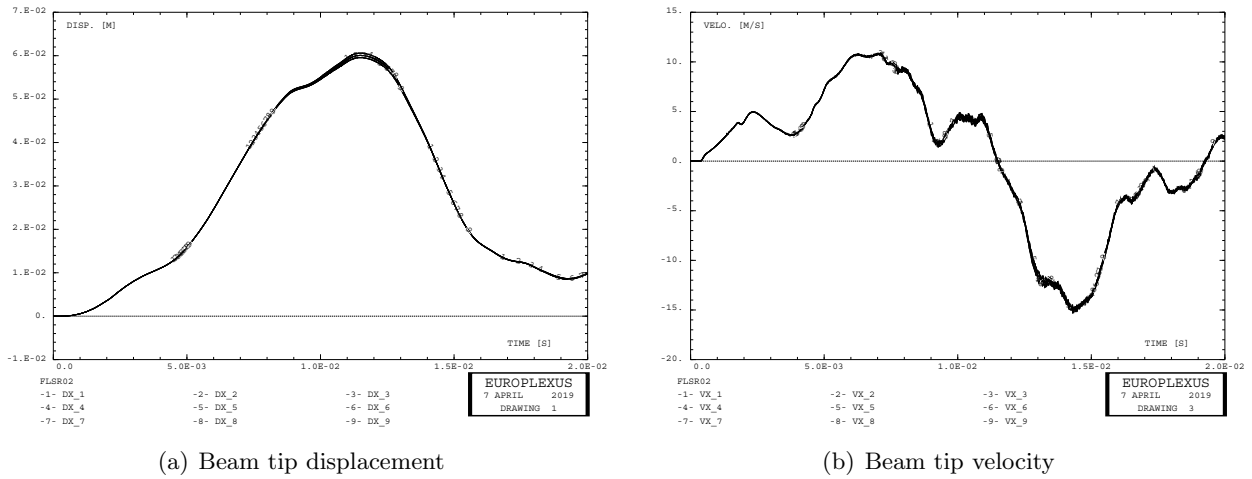 7.E-02
DISP. [M]
6.E-02
5.E-02
4.E-02
3.E-02
2.E-02
1.E-02
0.
-1.E-02
TIME [S]
0.0 5.0E-03 1.0E-02 1.5E-02 2.0E-02
FLSR02
-1- DX_1 -2- DX_2 -3- DX_3
-4- DX_4 -5- DX_5 -6- DX_6
-7- DX_7 -8- DX_8 -9- DX_9
EUROPLEXUS
7 APRIL 2019
DRAWING 1
(a) Beam tip displacement
15.
VELO. [M/S]
10.
5.
0.
-5.
-10.
-15.
-20.
TIME [S]
0.0 5.0E-03 1.0E-02 1.5E-02 2.0E-02
FLSR02
-1- VX_1 -2- VX_2 -3- VX_3
-4- VX_4 -5- VX_5 -6- VX_6
-7- VX_7 -8- VX_8 -9- VX_9
EUROPLEXUS
7 APRIL 2019
DRAWING 3
(b) Beam tip velocity